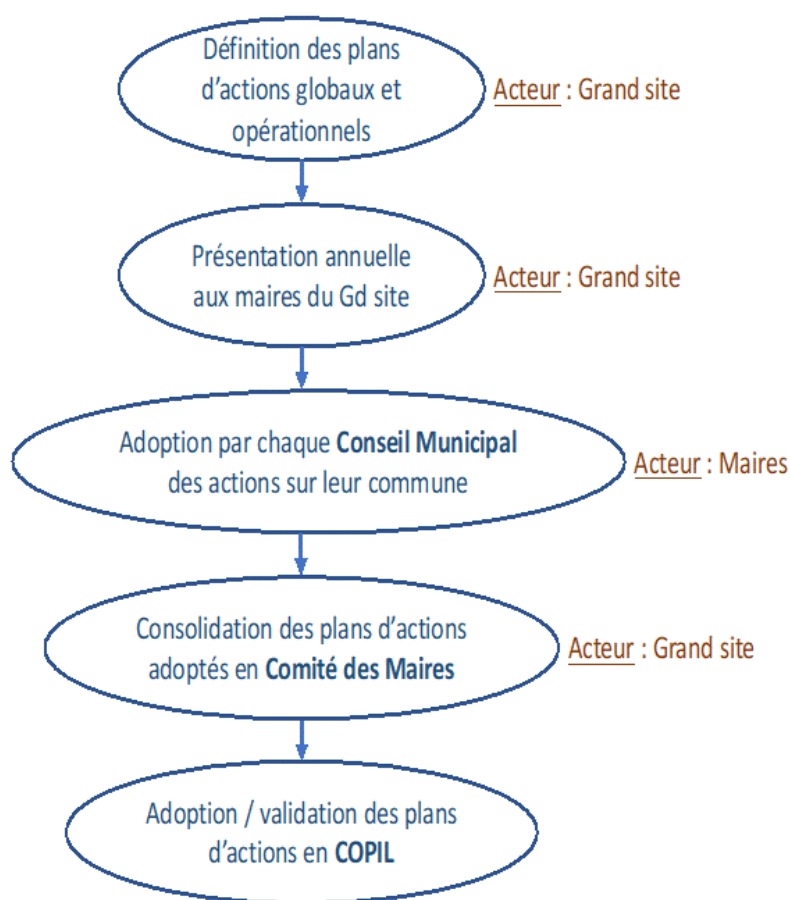 Définition des plans
d’actions globaux et
opérationnels
Acteur : Grand site
Présentation annuelle
aux maires du Gd site
Acteur : Grand site
Adoption par chaque Conseil Municipal
des actions sur leur commune
Acteur : Maires
Consolidation des plans d’actions
adoptés en Comité des Maires
Acteur : Grand site
Adoption / validation des plans
d’actions en COPIL